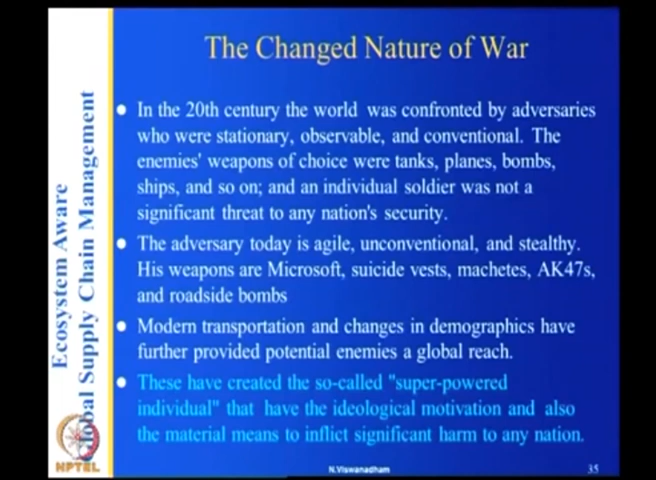 The Changed Nature of War
In the 20th century the world was confronted by adversaries
who were stationary, observable, and conventional. The
enemies' weapons of choice were tanks, planes, bombs,
ships, and so on; and an individual soldier was not a
significant threat to any nation's security.
The adversary today is agile, unconventional, and stealthy.
His weapons are Microsoft, suicide vests, machetes, AK47s,
and roadside bombs
Modern transportation and changes in demographics have
further provided potential enemies a global reach.
These have created the so-called "super-powered
individual" that have the ideological motivation and also
the material means to inflict significant harm to any nation.
Ecosystem Aware
Global Supply Chain Management
NPTEL
N.Viswanadham
35